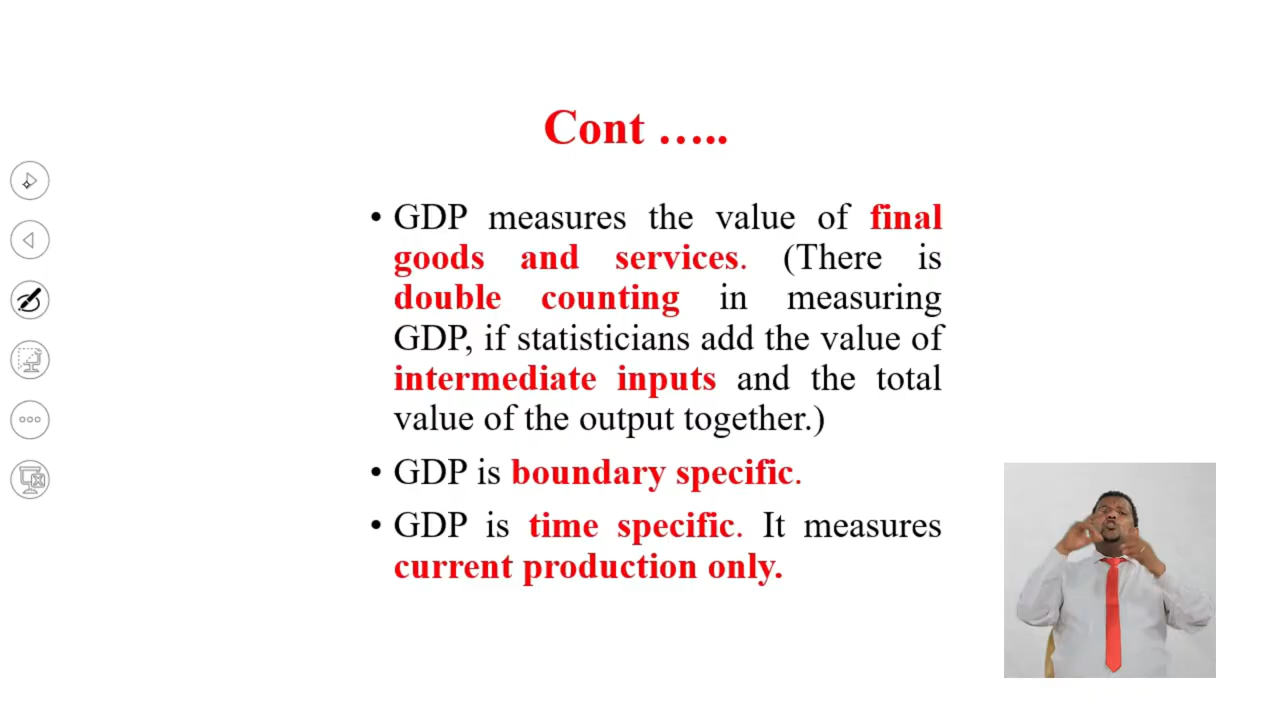 Cont …..
• GDP measures the value of final
goods and services. (There is
double counting in measuring
GDP, if statisticians add the value of
intermediate inputs and the total
value of the output together.)
• GDP is boundary specific.
• GDP is time specific. It measures
current production only.